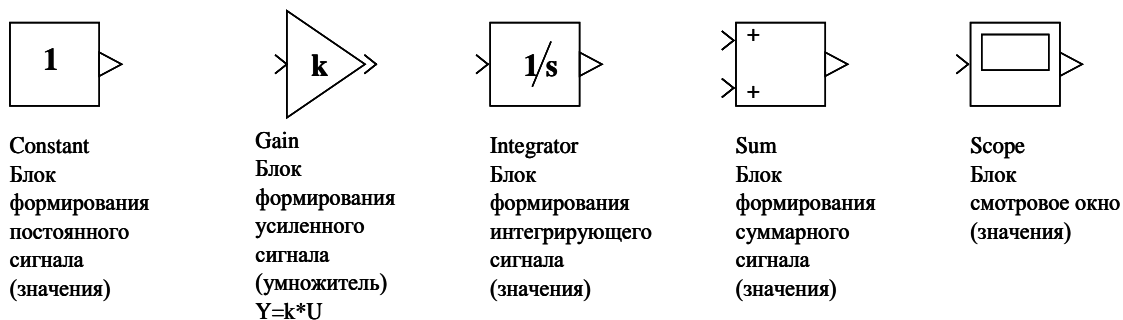 1
k
1/s
+
+
Constant
Блок
формирования
постоянного
сигнала
(значения)
Gain
Блок
формирования
усиленного
сигнала
(умножитель)
Y=k*U
Integrator
Блок
формирования
интегрирующего
сигнала
(значения)
Sum
Блок
формирования
суммарного
сигнала
(значения)
Scope
Блок
смотровое окно
(значения)